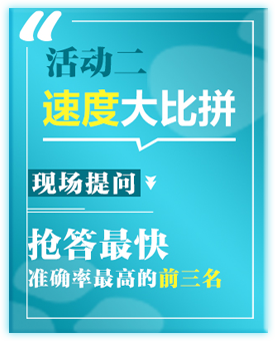 活动二
速度大比拼
现场提问
抢答最快
准确率最高的前三名